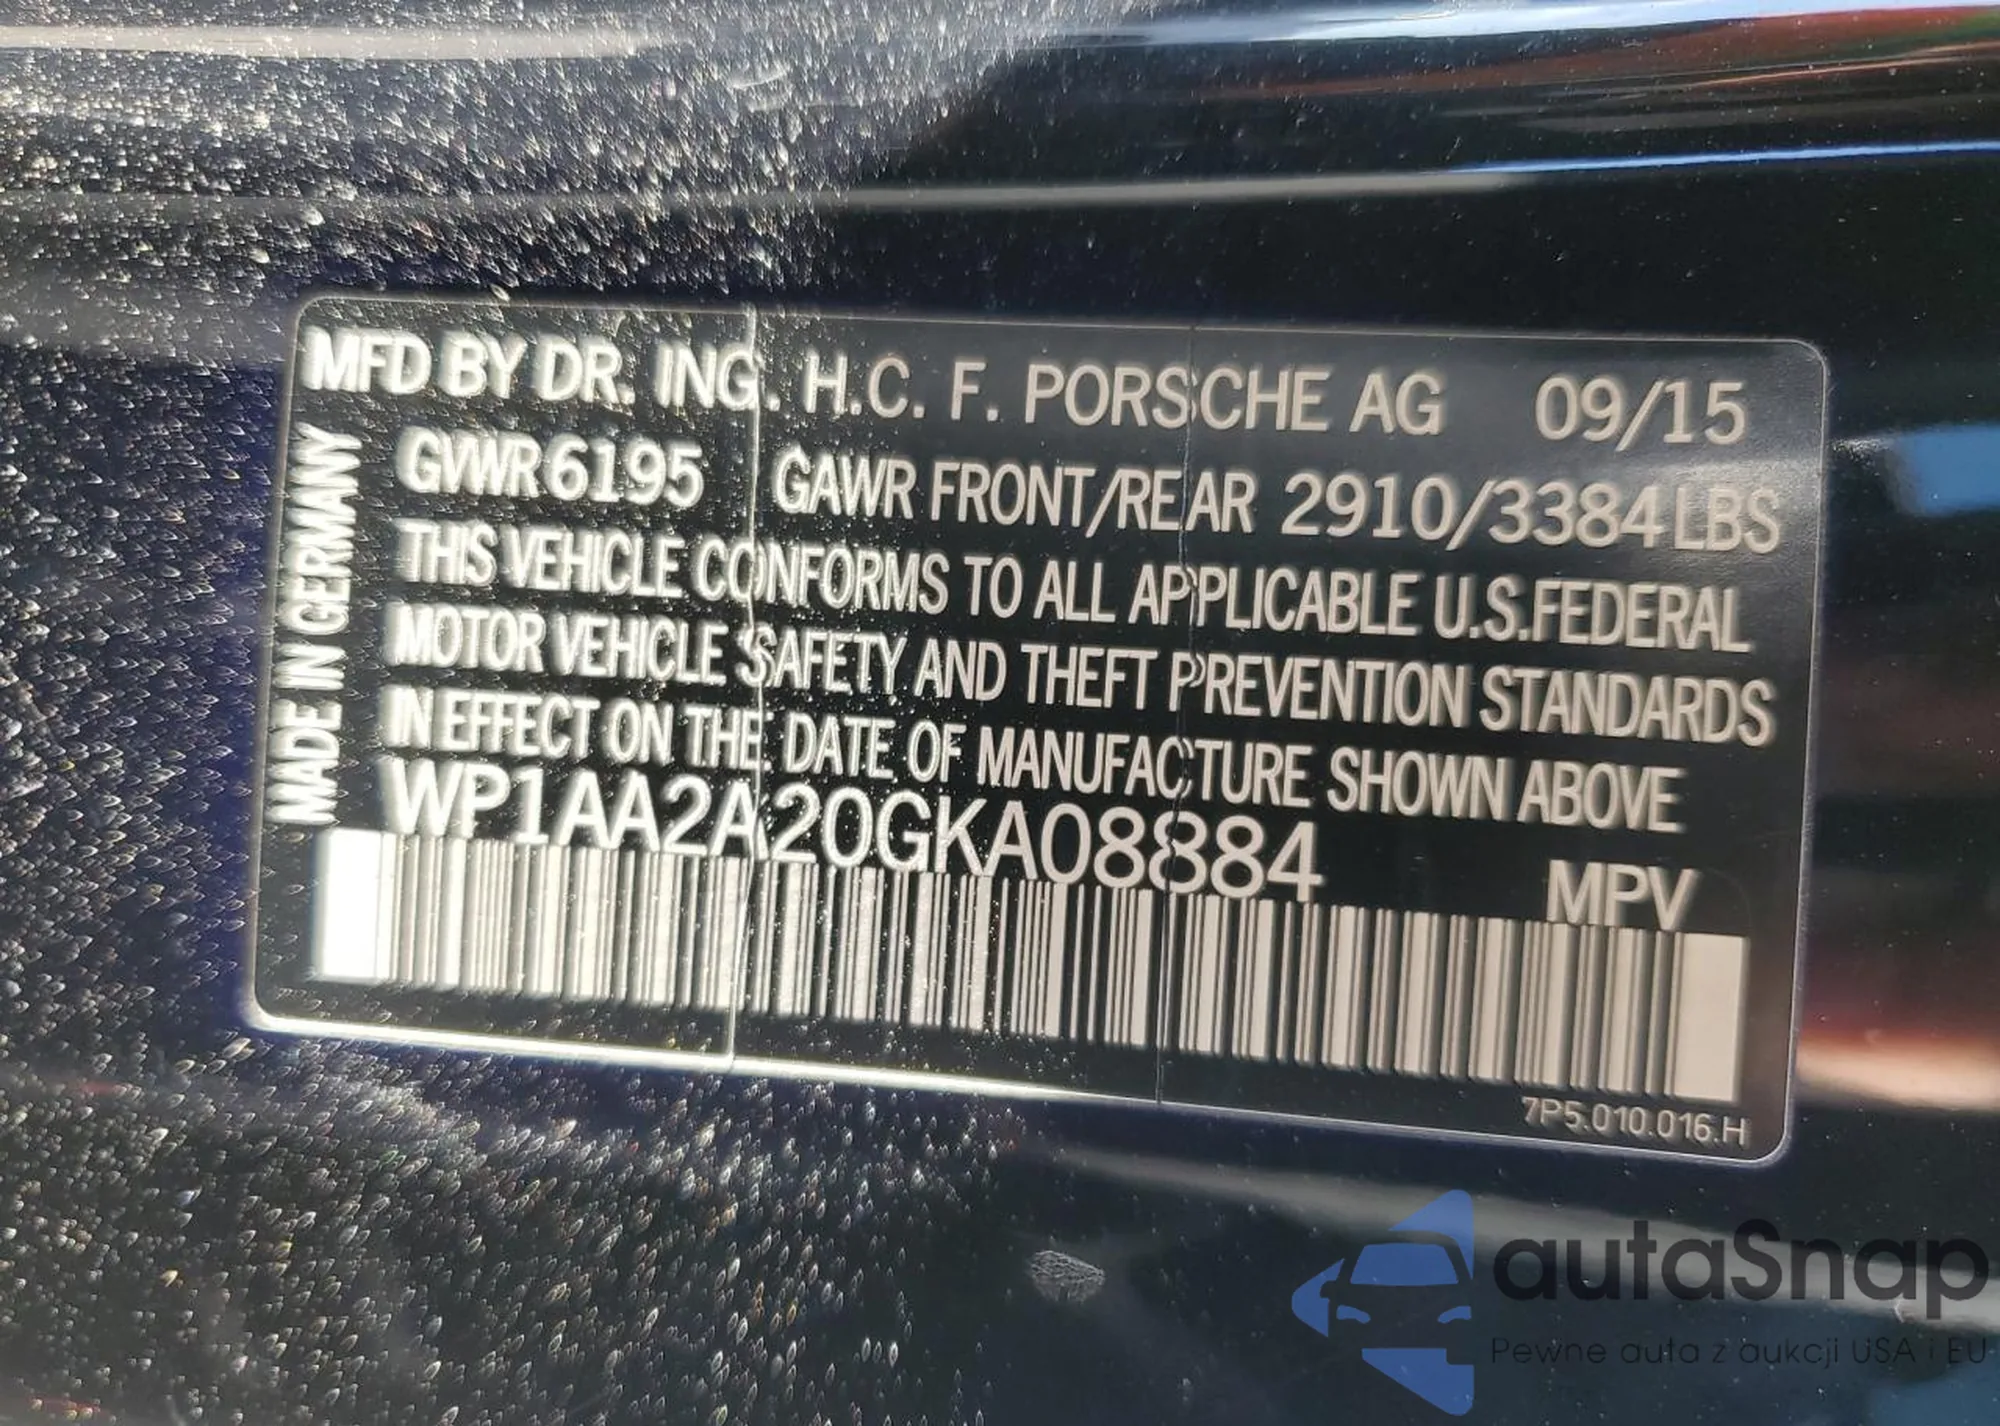 MFD BY DR. ING. H.C. F. PORSCHE AG 09/15
GVWR 6195 GAWR FRONT/REAR 2910/3384 LBS
THIS VEHICLE CONFORMS TO ALL APPLICABLE U.S.FEDERAL
MOTOR VEHICLE SAFETY AND THEFT PREVENTION STANDARDS
IN EFFECT ON THE DATE OF MANUFACTURE SHOWN ABOVE
WP1AA2A20GKA08884 MPV
MADE IN GERMANY
7P5.010.016.H
autaSnap
Pewne auta z aukcji USA i EU